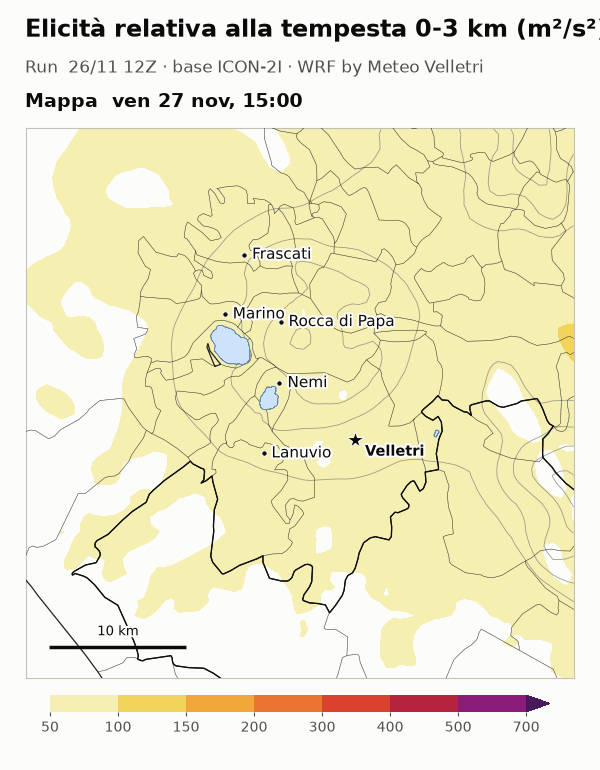 Elicità relativa alla tempesta 0-3 km (m²/s²)
Run  26/11 12Z · base ICON-2I · WRF by Meteo Velletri
Mappa  ven 27 nov, 15:00
Frascati
Marino
Rocca di Papa
Nemi
Velletri
Lanuvio
10 km
50 100 150 200 300 400 500 700